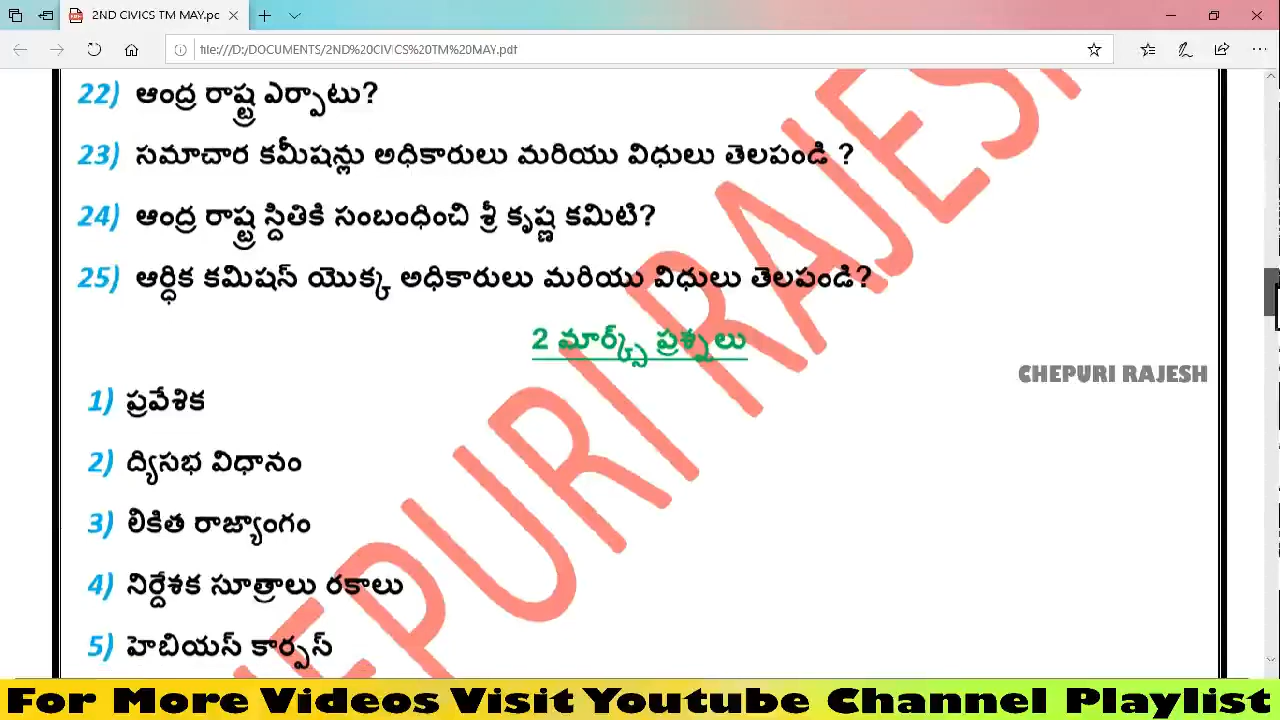 2ND CIVICS TM MAY.pc
file:///D:/DOCUMENTS/2ND%20CIVICS%20TM%20MAY.pdf
22) ఆంద్ర రాష్ట్ర ఎర్పాటు?
23) సమాచార కమీషన్లు అధికారులు మరియు విధులు తెలపండి ?
24) ఆంద్ర రాష్ట్ర స్దితికి సంబంధించి శ్రీ కృష్ణ కమిటి?
25) ఆర్ధిక కమిషస్ యొక్క అధికారులు మరియు విధులు తెలపండి?
2 మార్క్స్ ప్రశ్నలు
CHEPURI RAJESH
1) ప్రవేశిక
2) ద్యిసభ విధానం
3) లికిత రాజ్యాంగం
4) నిర్దేశక సూత్రాలు రకాలు
5) హెబియస్ కార్పస్
CHEPURI RAJESH
For More Videos Visit Youtube Channel Playlist